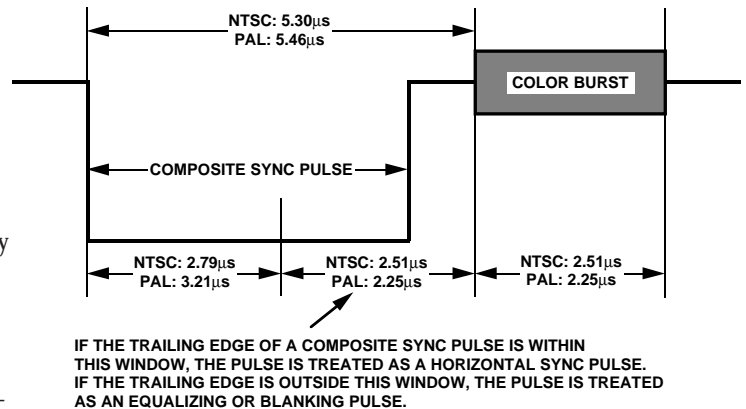 NTSC: 5.30μs
PAL: 5.46μs
COLOR BURST
COMPOSITE SYNC PULSE
y
NTSC: 2.79μs
PAL: 3.21μs
NTSC: 2.51μs
PAL: 2.25μs
NTSC: 2.51μs
PAL: 2.25μs
IF THE TRAILING EDGE OF A COMPOSITE SYNC PULSE IS WITHIN
THIS WINDOW, THE PULSE IS TREATED AS A HORIZONTAL SYNC PULSE.
IF THE TRAILING EDGE IS OUTSIDE THIS WINDOW, THE PULSE IS TREATED
AS AN EQUALIZING OR BLANKING PULSE.
-